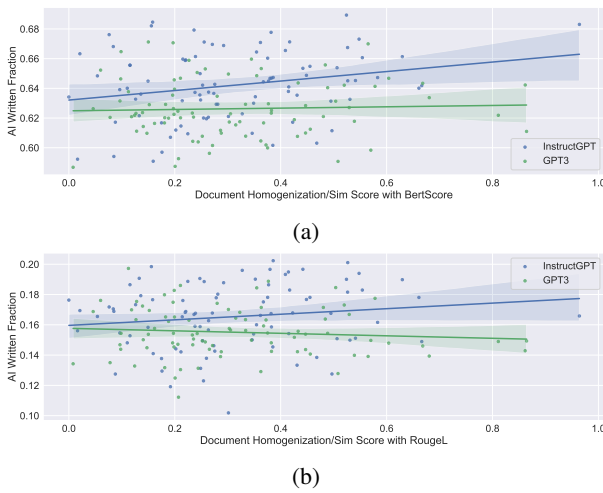 0.68
0.66
0.64
0.62
0.60
AI Written Fraction
InstructGPT
GPT3
0.0 0.2 0.4 0.6 0.8 1.0
Document Homogenization/Sim Score with BertScore
(a)
0.20
0.18
0.16
0.14
0.12
0.10
AI Written Fraction
InstructGPT
GPT3
0.0 0.2 0.4 0.6 0.8 1.0
Document Homogenization/Sim Score with RougeL
(b)